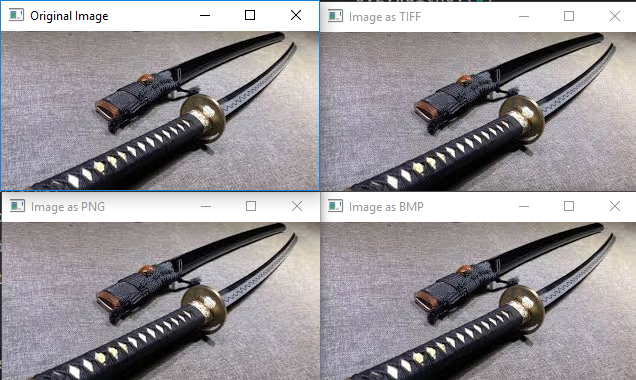 Original Image
Image as TIFF
Image as PNG
Image as BMP